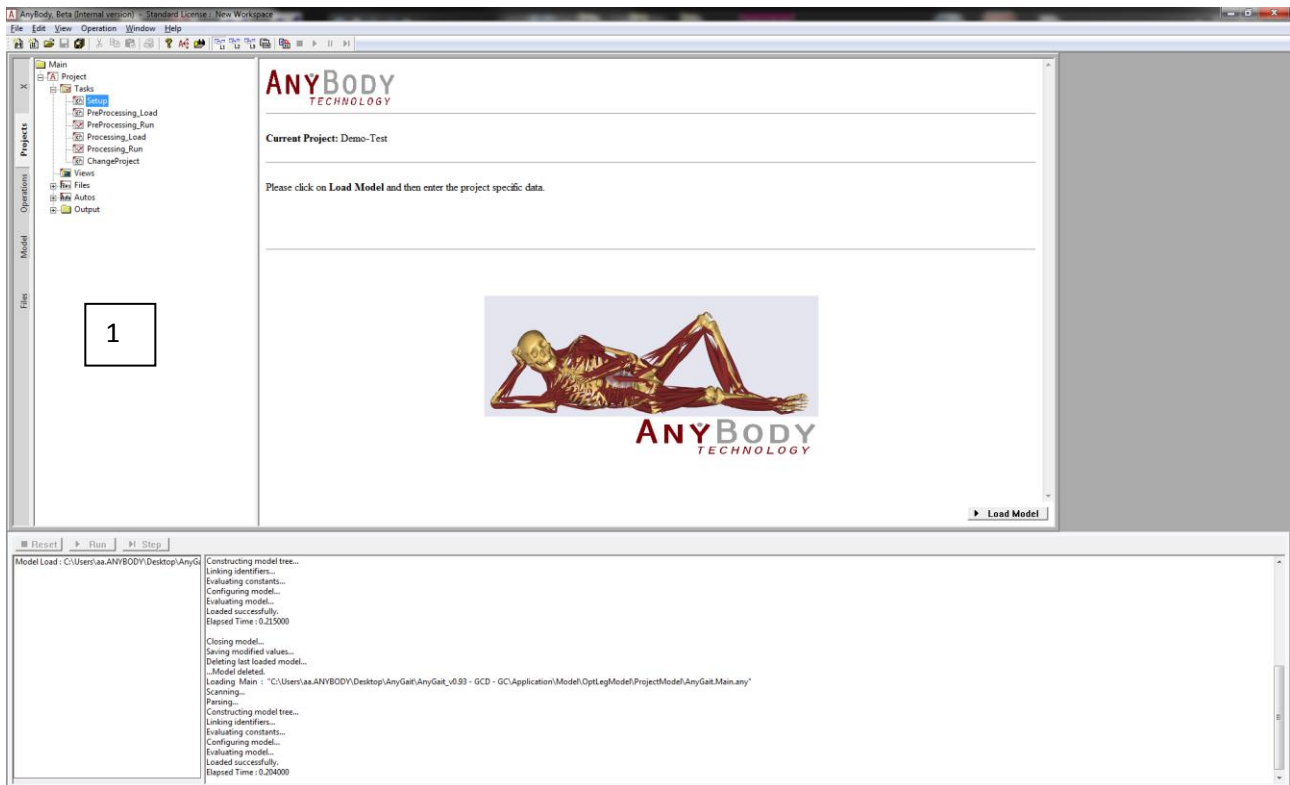 AnyBody, Beta (Internal version) - Standard License : New Workspace
File Edit View Operation Window Help
X
Projects
Operations
Model
Files
Main
Project
Tasks
Setup
PreProcessing_Load
PreProcessing_Run
Processing_Load
Processing_Run
ChangeProject
Views
Files
Autos
Output
1
ANYBODY
TECHNOLOGY
Current Project: Demo-Test
Please click on Load Model and then enter the project specific data.
ANYBODY
TECHNOLOGY
Load Model
Reset Run Step
Model Load : C:\Users\aa.ANYBODY\Desktop\AnyGa
Constructing model tree...
Linking identifiers...
Evaluating constants...
Configuring model...
Evaluating model...
Loaded successfully.
Elapsed Time : 0.215000
Closing model...
Saving modified values...
Deleting last loaded model...
...Model deleted.
Loading Main : "C:\Users\aa.ANYBODY\Desktop\AnyGait\AnyGait_v0.93 - GCD - GC\Application\Model\OptLegModel\ProjectModel\AnyGait.Main.any"
Scanning...
Parsing...
Constructing model tree...
Linking identifiers...
Evaluating constants...
Configuring model...
Evaluating model...
Loaded successfully.
Elapsed Time : 0.204000